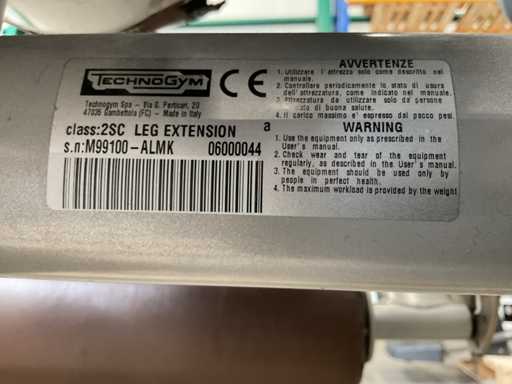 TECHNOGYM
CE
Technogym Spa - Via G. Perticari, 20
47035 Gambettola (FC) - Made in Italy
class:2SC LEG EXTENSION a
s.n:M99100-ALMK 06000044
AVVERTENZE
1. Utilizzare l'attrezzo solo come descritto nel
manuale.
2. Controllare periodicamente lo stato di usura
dell'attrezzatura, come indicato nel manuale.
3. Attrezzatura da utilizzare solo da persone
in stato di buona salute.
4. Il carico massimo e' espresso dal pacco pesi.
WARNING
1. Use the equipment only as prescribed in the
User's manual.
2. Check wear and tear of the equipment
regularly, as described in the User's manual.
3. The equipment should be used only by
people in perfect health.
4. The maximum workload is provided by the weight